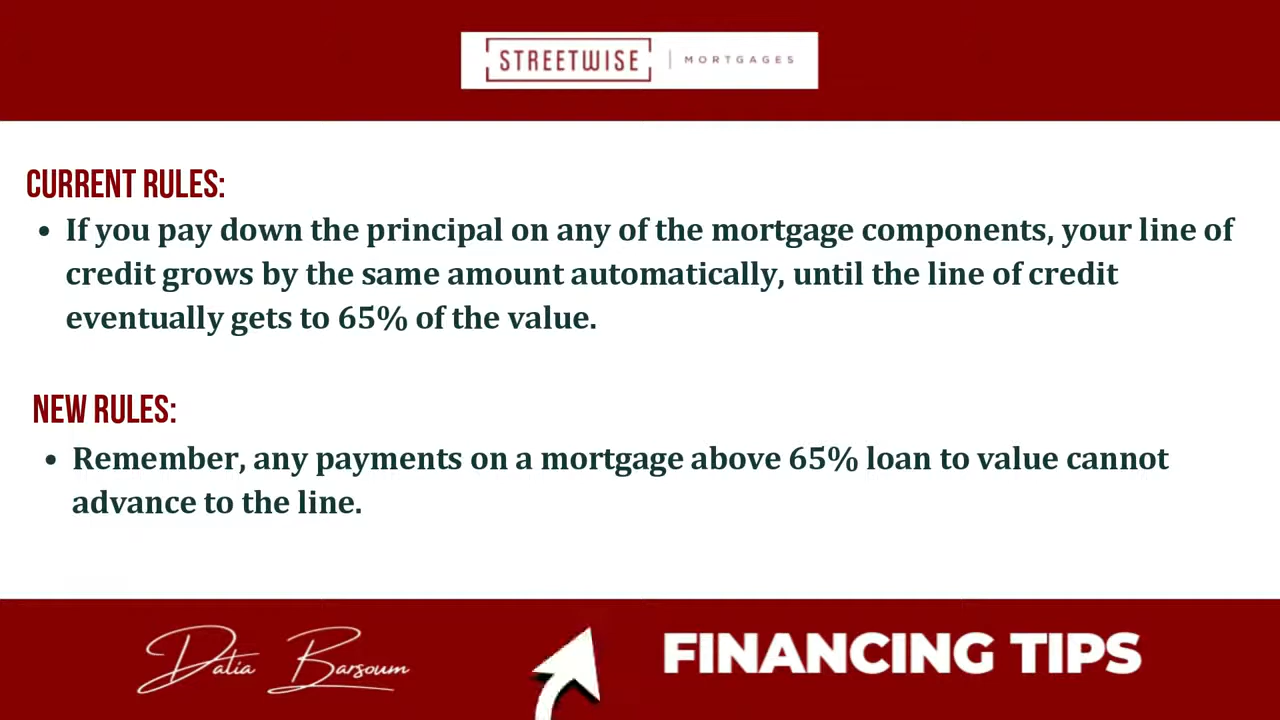 STREETWISE | MORTGAGES
CURRENT RULES:
• If you pay down the principal on any of the mortgage components, your line of
credit grows by the same amount automatically, until the line of credit
eventually gets to 65% of the value.
NEW RULES:
• Remember, any payments on a mortgage above 65% loan to value cannot
advance to the line.
Dalia Barsoum
FINANCING TIPS